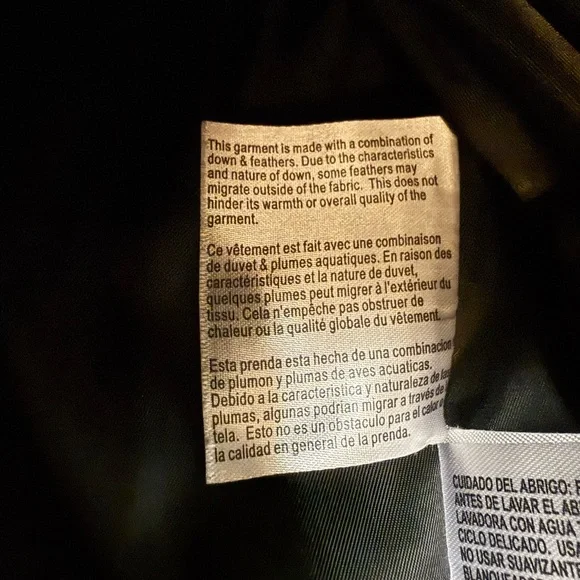 This garment is made with a combination of
down & feathers. Due to the characteristics
and nature of down, some feathers may
migrate outside of the fabric. This does not
hinder its warmth or overall quality of the
garment.
Ce vêtement est fait avec une combinaison
de duvet & plumes aquatiques. En raison des
caractéristiques et la nature de duvet,
quelques plumes peut migrer à l'extérieur du
tissu. Cela n'empêche pas obstruer de
chaleur ou la qualité globale du vêtement.
Esta prenda esta hecha de una combinacion
de plumon y plumas de aves acuaticas.
Debido a la caracteristica y naturaleza de las
plumas, algunas podrian migrar a través de
tela. Esto no es un obstaculo para el calor
la calidad en general de la prenda.
CUIDADO DEL ABRIGO:
ANTES DE LAVAR EL
LAVADORA CON AGUA
CICLO DELICADO.
NO USAR SUAVIZANTE